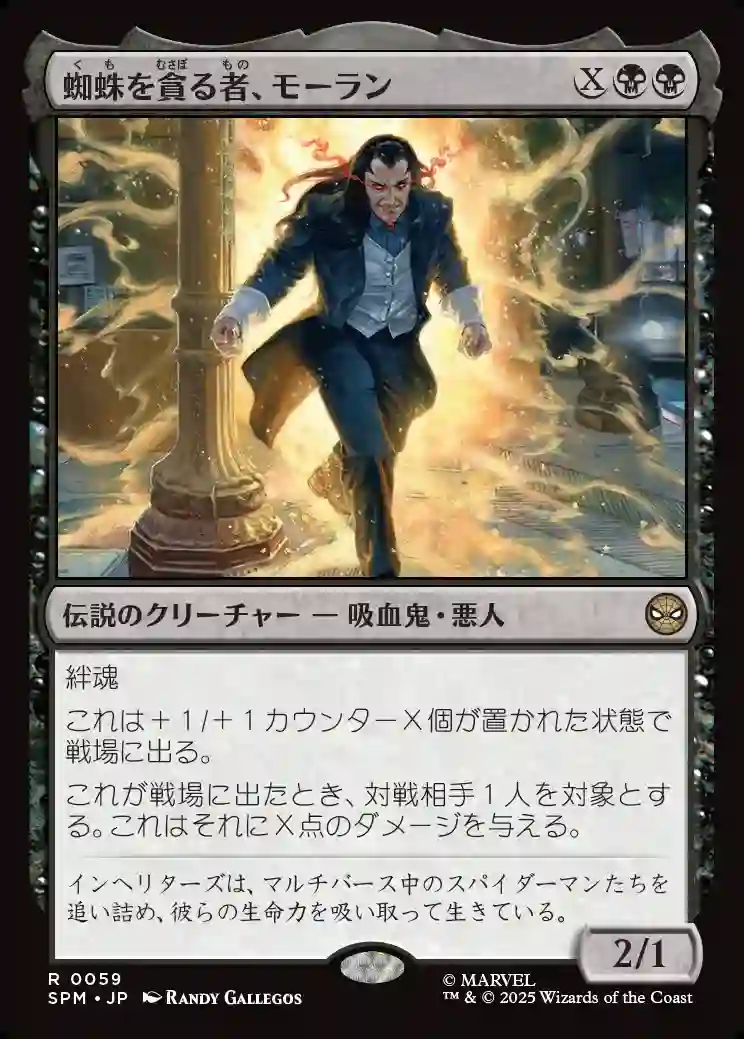 蜘蛛を貪る者、モーラン
く も むさぼ もの
X
伝説のクリーチャー — 吸血鬼・悪人
絆魂
これは＋１/＋１カウンターＸ個が置かれた状態で
戦場に出る。
これが戦場に出たとき、対戦相手１人を対象とす
る。これはそれにＸ点のダメージを与える。
インヘリターズは、マルチバース中のスパイダーマンたちを
追い詰め、彼らの生命力を吸い取って生きている。
2/1
R 0059
SPM • JP RANDY GALLEGOS
© MARVEL
™ & © 2025 Wizards of the Coast